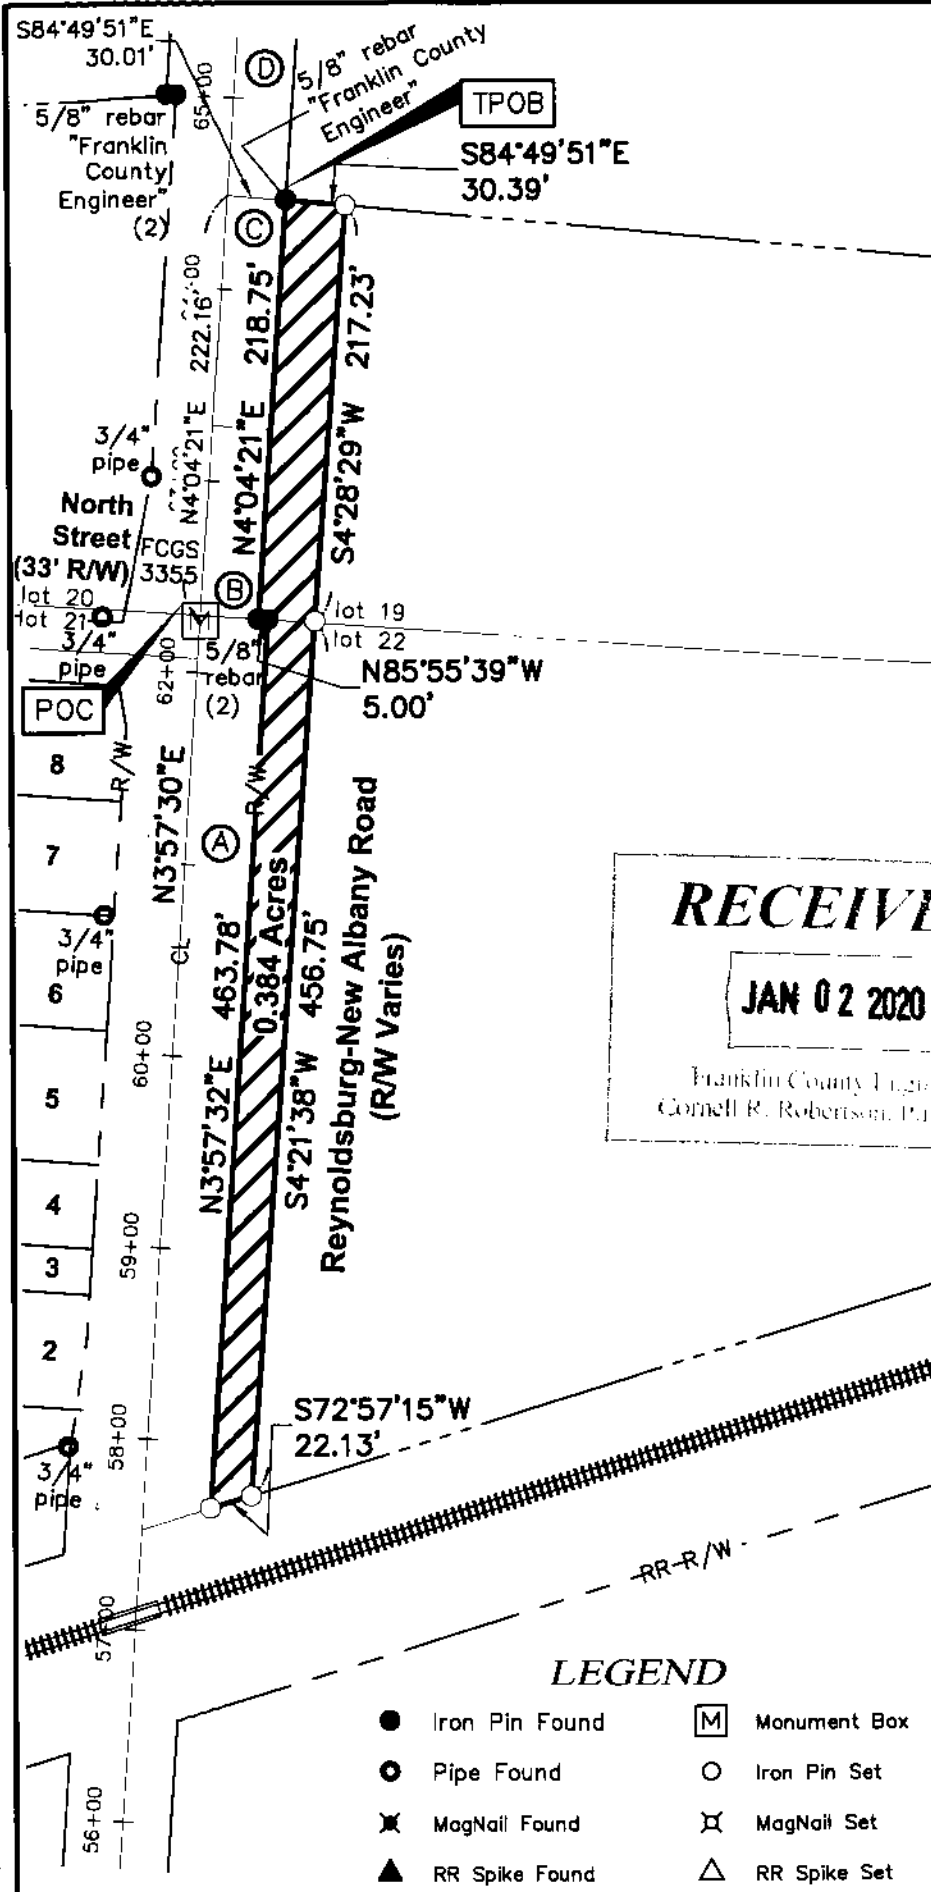 S84°49'51"E
30.01'
65+00
D
5/8" rebar
"Franklin County
Engineer"
TPOB
5/8" rebar
"Franklin
County
Engineer"
(2)
S84°49'51"E
30.39'
C
222.16'
N4°04'21"E
218.75'
N4°04'21"E
217.23'
S4°28'29"W
3/4"
pipe
North
Street
(33' R/W)
FCGS
3355
B
lot 20
lot 21
M
lot 19
lot 22
3/4"
pipe
62+00
5/8"
rebar
(2)
N85°55'39"W
5.00'
POC
R/W
R/W
8
N3°57'30"E
A
7
3/4"
pipe
CL
6
463.78'
N3°57'32"E
0.384 Acres
456.75'
S4°21'38"W
Reynoldsburg-New Albany Road
(R/W Varies)
RECEIVE
JAN 02 2020
Franklin County Engi
Cornell R. Robertson,
60+00
5
4
59+00
3
2
58+00
S72°57'15"W
22.13'
3/4"
pipe
57+00
RR-R/W
56+00
LEGEND
Iron Pin Found
M Monument Box
Pipe Found
Iron Pin Set
MagNail Found
MagNail Set
RR Spike Found
RR Spike Set